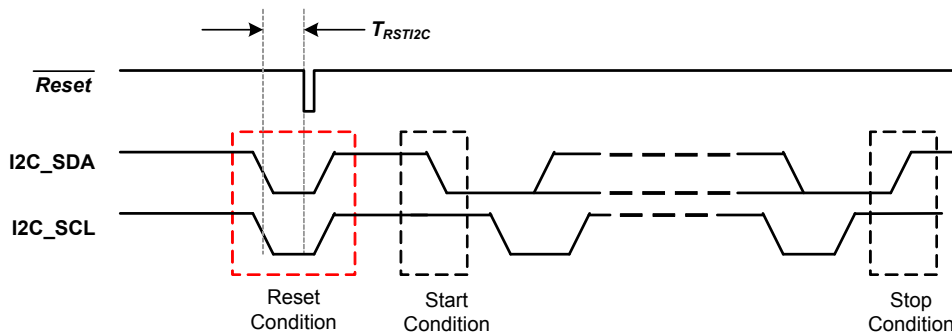 T_RSTI2C
Reset
I2C_SDA
I2C_SCL
Reset
Condition
Start
Condition
Stop
Condition